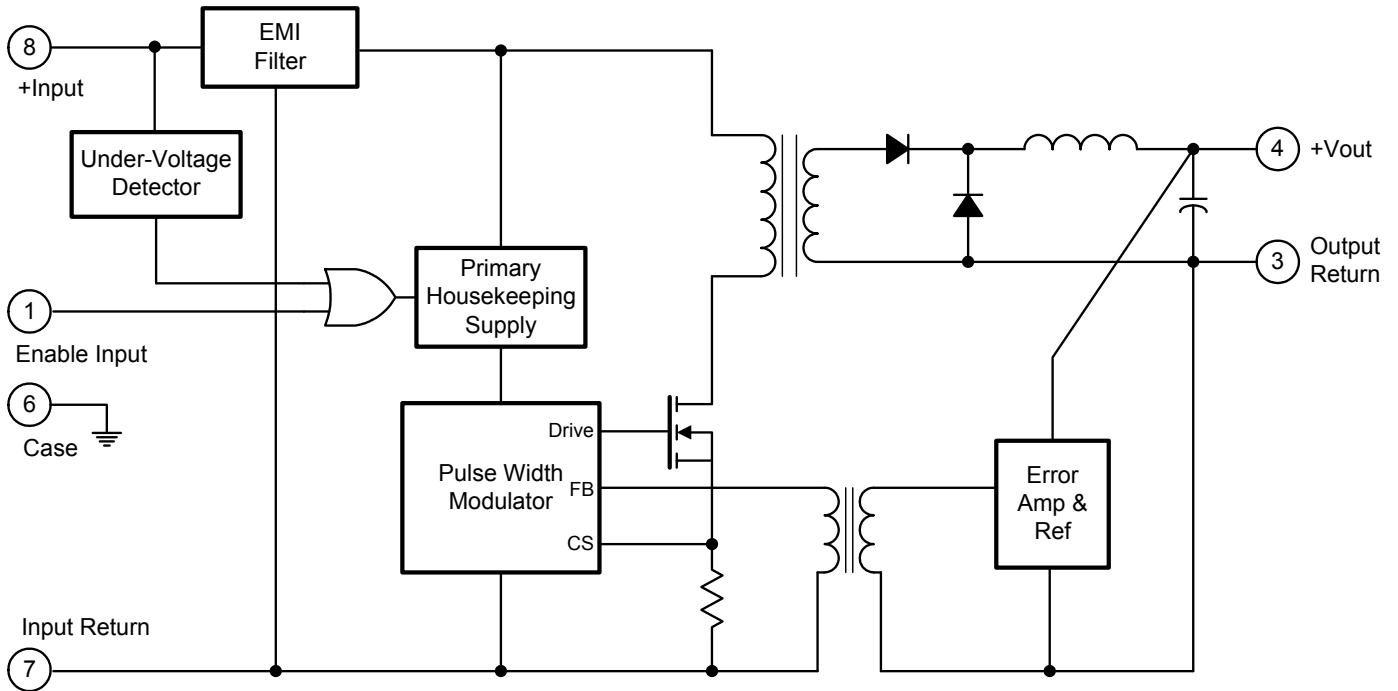 8
+Input
EMI
Filter
Under-Voltage
Detector
1
Enable Input
6
Case
Primary
Housekeeping
Supply
Drive
Pulse Width
Modulator
FB
CS
4
+Vout
3
Output
Return
Error
Amp &
Ref
Input Return
7